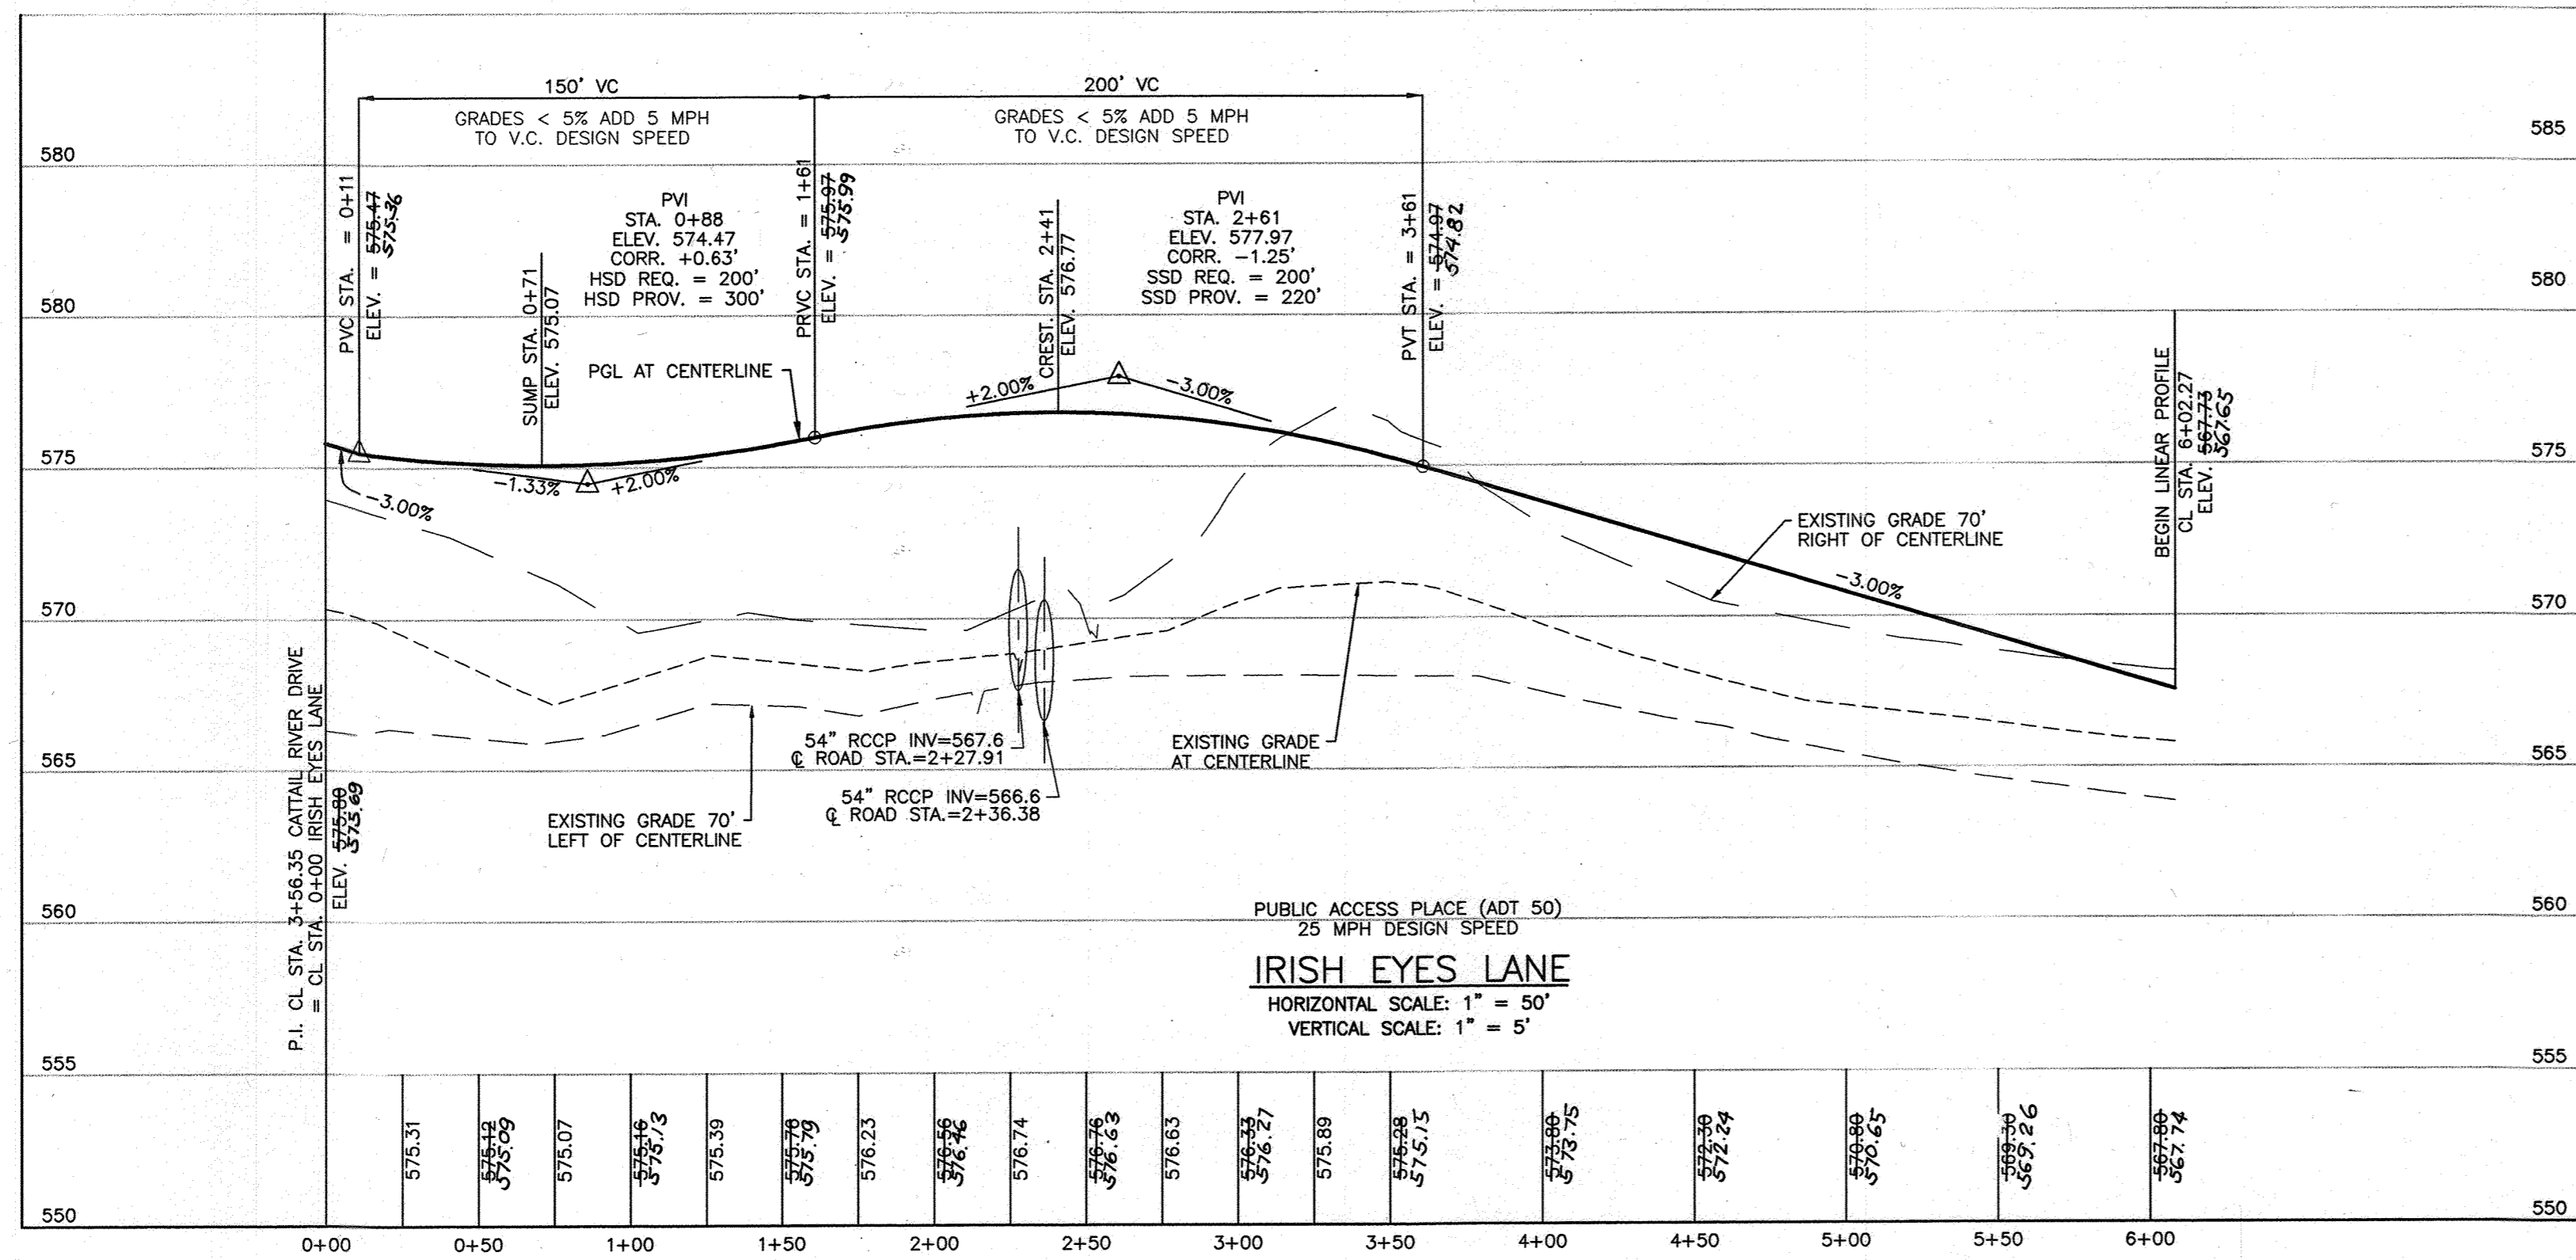 150' VC
200' VC
GRADES < 5% ADD 5 MPH
TO V.C. DESIGN SPEED
GRADES < 5% ADD 5 MPH
TO V.C. DESIGN SPEED
580
585
PVC STA. = 0+11
ELEV. = 575.47
575.36
SUMP STA. 0+71
ELEV. 575.07
PVI
STA. 0+88
ELEV. 574.47
CORR. +0.63'
HSD REQ. = 200'
HSD PROV. = 300'
PRVC STA. = 1+61
ELEV. = 575.97
575.99
CREST. STA. 2+41
ELEV. 576.77
PVI
STA. 2+61
ELEV. 577.97
CORR. -1.25'
SSD REQ. = 200'
SSD PROV. = 220'
PVT STA. = 3+61
ELEV. = 574.97
574.82
580
580
PGL AT CENTERLINE
+2.00%
-3.00%
BEGIN LINEAR PROFILE
CL STA. 6+02.27
ELEV. 567.73
567.65
575
575
-3.00%
-1.33%
+2.00%
EXISTING GRADE 70'
RIGHT OF CENTERLINE
-3.00%
570
570
P.I. CL STA. 3+56.35 CATTAIL RIVER DRIVE
= CL STA. 0+00 IRISH EYES LANE
ELEV. 575.80
575.69
54" RCCP INV=567.6
℄ ROAD STA.=2+27.91
EXISTING GRADE
AT CENTERLINE
565
565
54" RCCP INV=566.6
℄ ROAD STA.=2+36.38
EXISTING GRADE 70'
LEFT OF CENTERLINE
560
560
PUBLIC ACCESS PLACE (ADT 50)
25 MPH DESIGN SPEED
IRISH EYES LANE
HORIZONTAL SCALE: 1" = 50'
VERTICAL SCALE: 1" = 5'
555
555
575.31
575.12
575.09
575.07
575.16
575.13
575.39
575.78
575.79
576.23
576.56
576.46
576.74
576.76
576.63
576.63
576.33
576.27
575.89
575.28
575.15
573.80
573.75
572.30
572.24
570.80
570.65
569.30
569.26
567.80
567.74
550
550
0+00
0+50
1+00
1+50
2+00
2+50
3+00
3+50
4+00
4+50
5+00
5+50
6+00